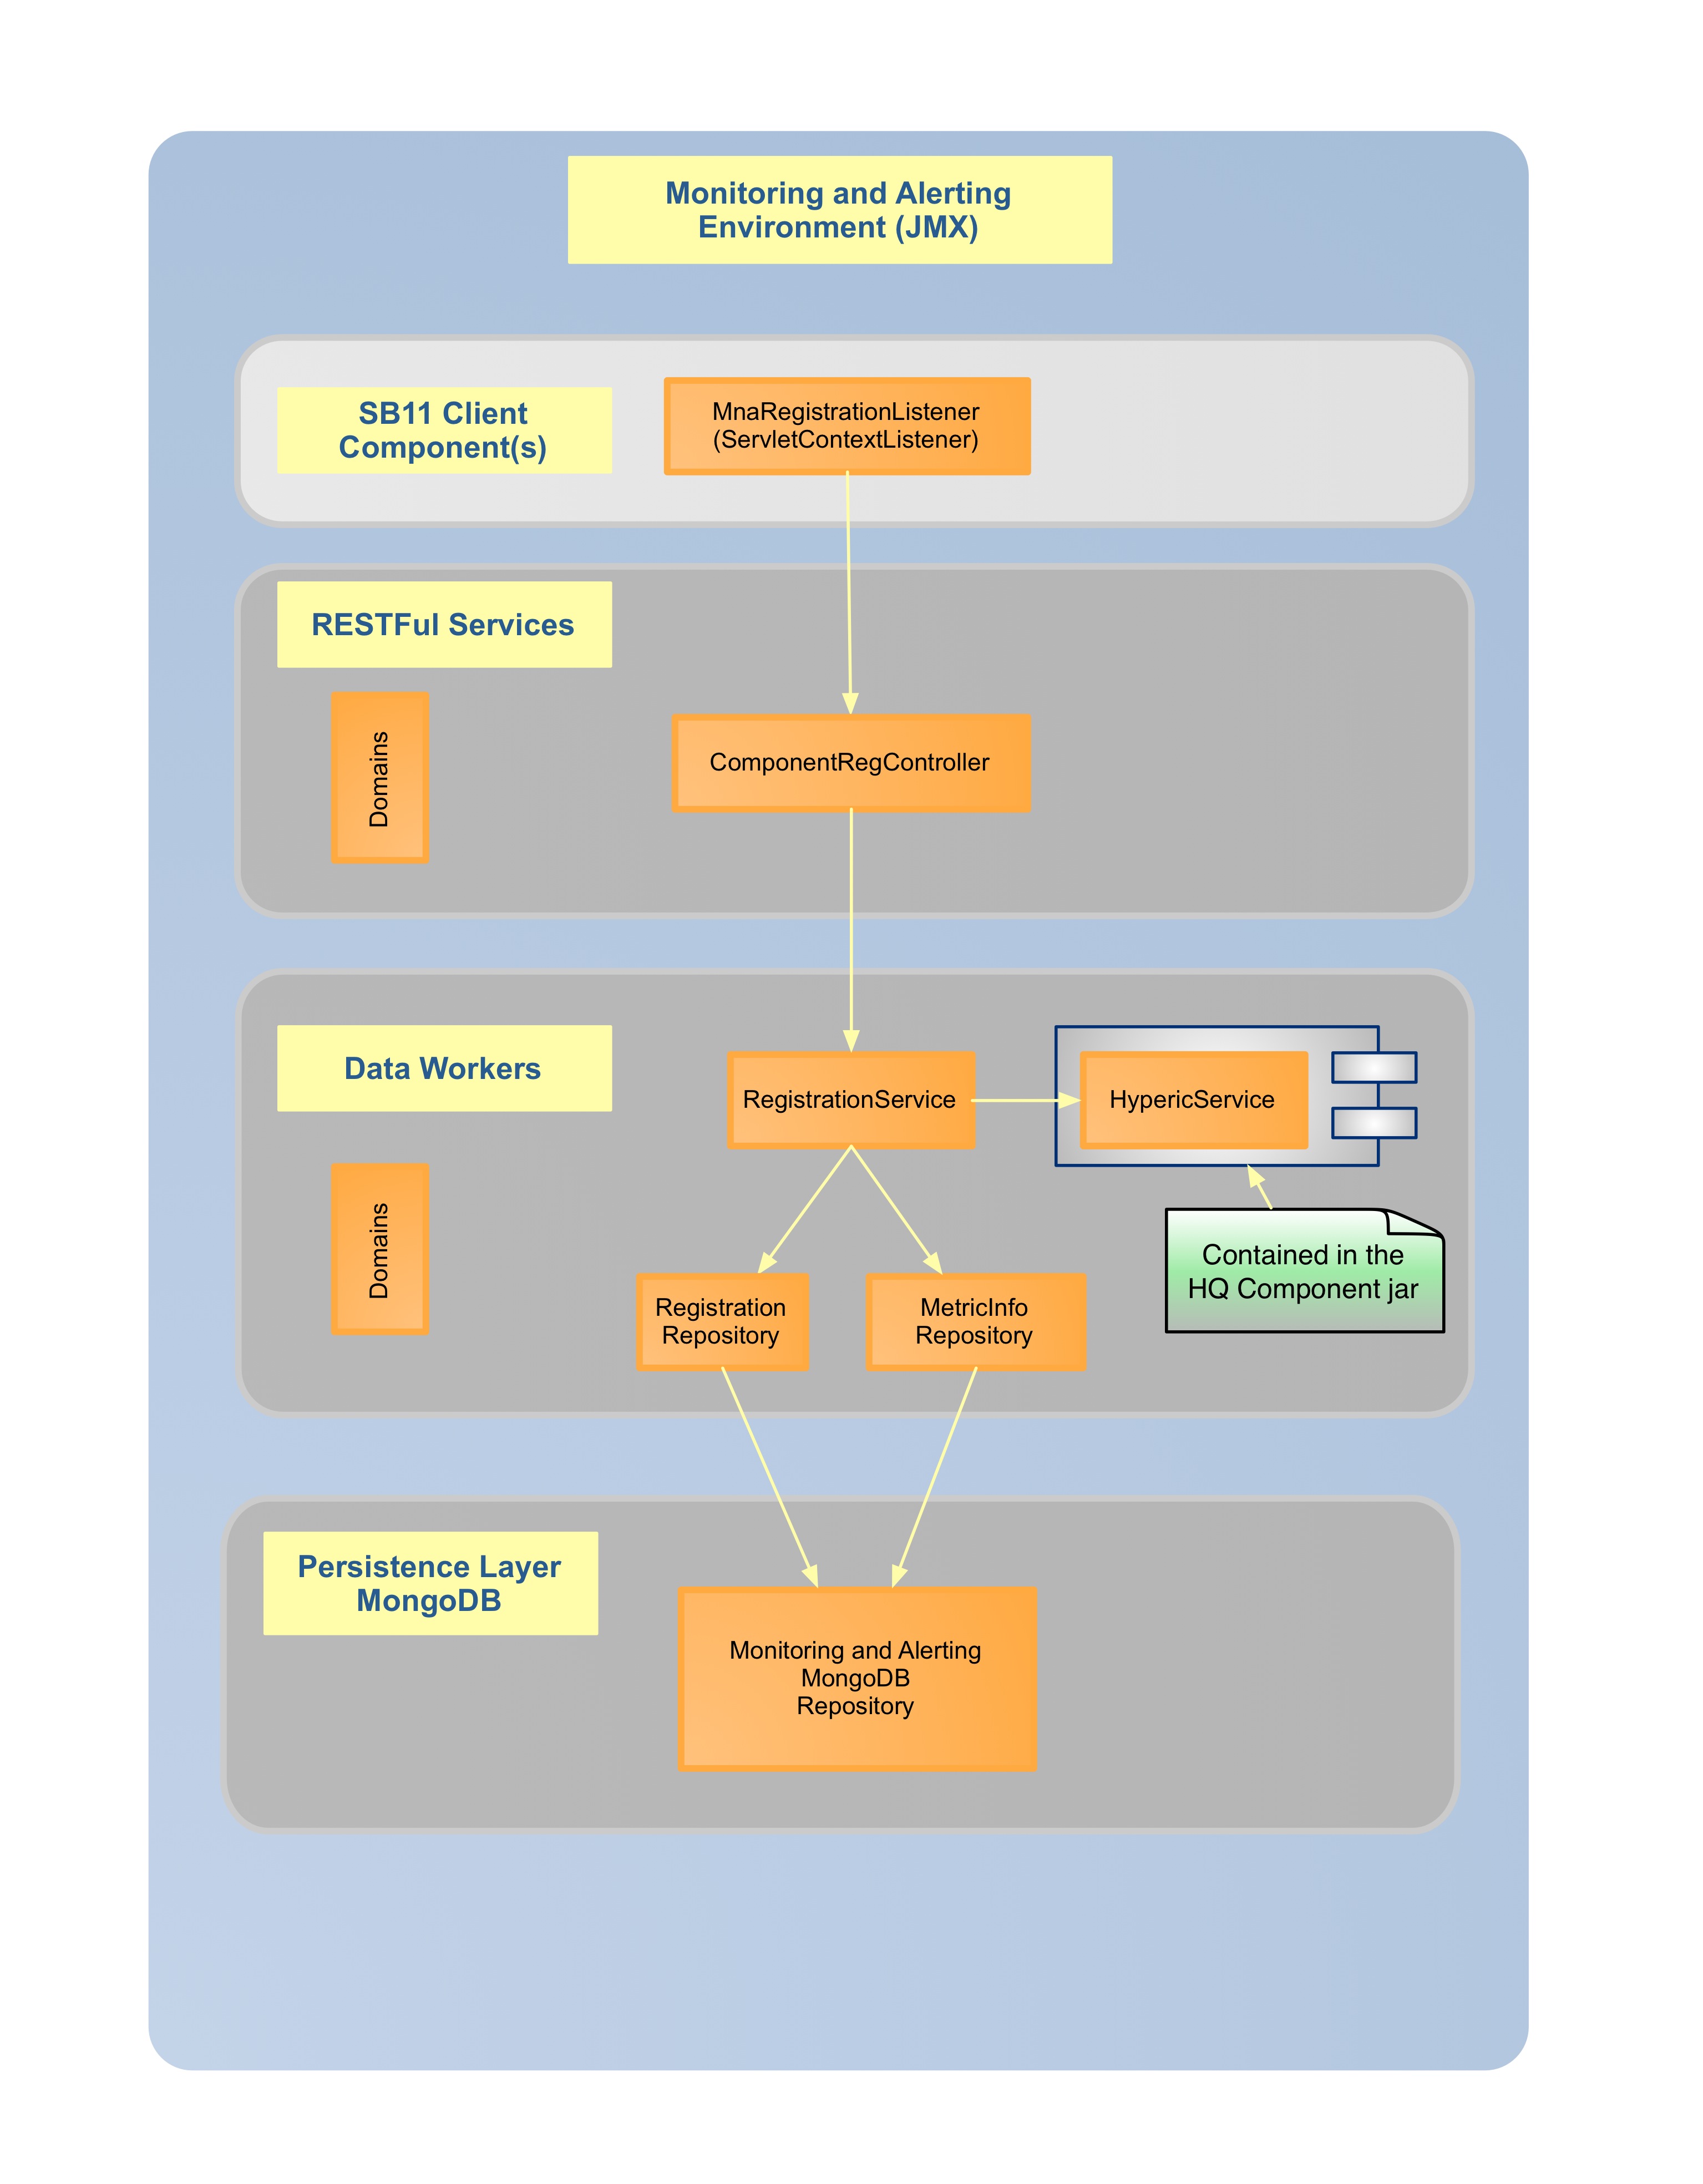 Monitoring and Alerting
Environment (JMX)
SB11 Client
Component(s)
MnaRegistrationListener
(ServletContextListener)
RESTFul Services
Domains
ComponentRegController
Data Workers
RegistrationService
HypericService
Domains
Registration
Repository
MetricInfo
Repository
Contained in the
HQ Component jar
Persistence Layer
MongoDB
Monitoring and Alerting
MongoDB
Repository